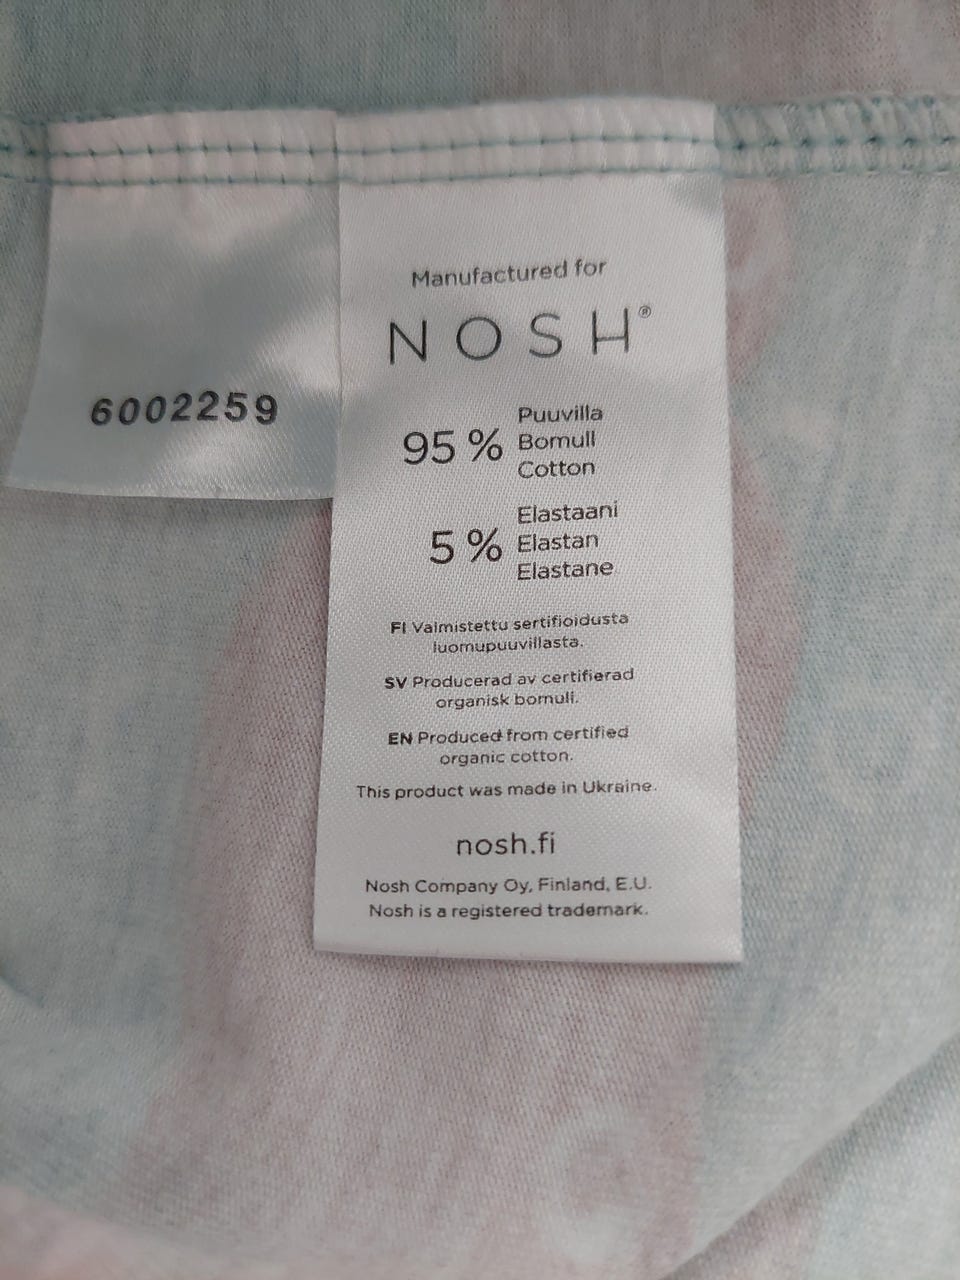 6002259
Manufactured for
NOSH®
95 % Puuvilla
Bomull
Cotton
5 % Elastaani
Elastan
Elastane
FI Valmistettu sertifioidusta
luomupuuvillasta.
SV Producerad av certifierad
organisk bomull.
EN Produced from certified
organic cotton.
This product was made in Ukraine.
nosh.fi
Nosh Company Oy, Finland, E.U.
Nosh is a registered trademark.